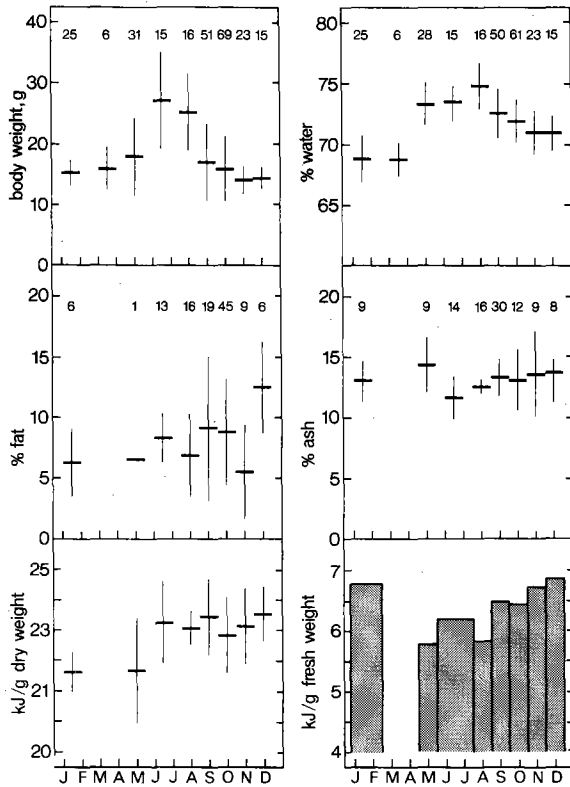 40
30
20
10
0
body weight, g
25 6 31 15 16 51 69 23 15
75
70
65
% water
25 6 28 15 16 50 61 23 15
20
15
10
5
0
% fat
6 1 13 16 19 45 9 6
20
15
10
5
0
% ash
9 9 14 16 30 12 9 8
25
23
21
20
kJ/g dry weight
J F M A M J J A S O N D
7
6
5
4
kJ/g fresh weight
J F M A M J J A S O N D